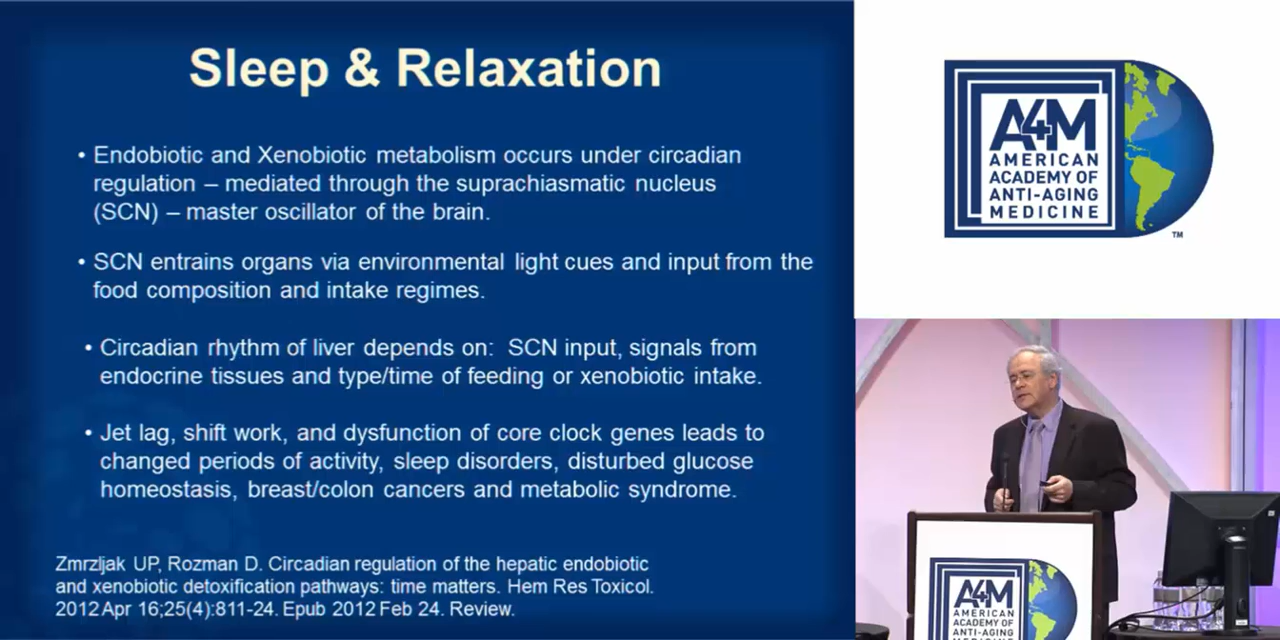 Sleep & Relaxation
• Endobiotic and Xenobiotic metabolism occurs under circadian
regulation – mediated through the suprachiasmatic nucleus
(SCN) – master oscillator of the brain.
• SCN entrains organs via environmental light cues and input from the
food composition and intake regimes.
• Circadian rhythm of liver depends on: SCN input, signals from
endocrine tissues and type/time of feeding or xenobiotic intake.
• Jet lag, shift work, and dysfunction of core clock genes leads to
changed periods of activity, sleep disorders, disturbed glucose
homeostasis, breast/colon cancers and metabolic syndrome.
Zmrzljak UP, Rozman D. Circadian regulation of the hepatic endobiotic
and xenobiotic detoxification pathways: time matters. Hem Res Toxicol.
2012 Apr 16;25(4):811-24. Epub 2012 Feb 24. Review.
A4M
AMERICAN
ACADEMY OF
ANTI-AGING
MEDICINE
TM
A4M
AMERICAN
ACADEMY OF
ANTI-AGING